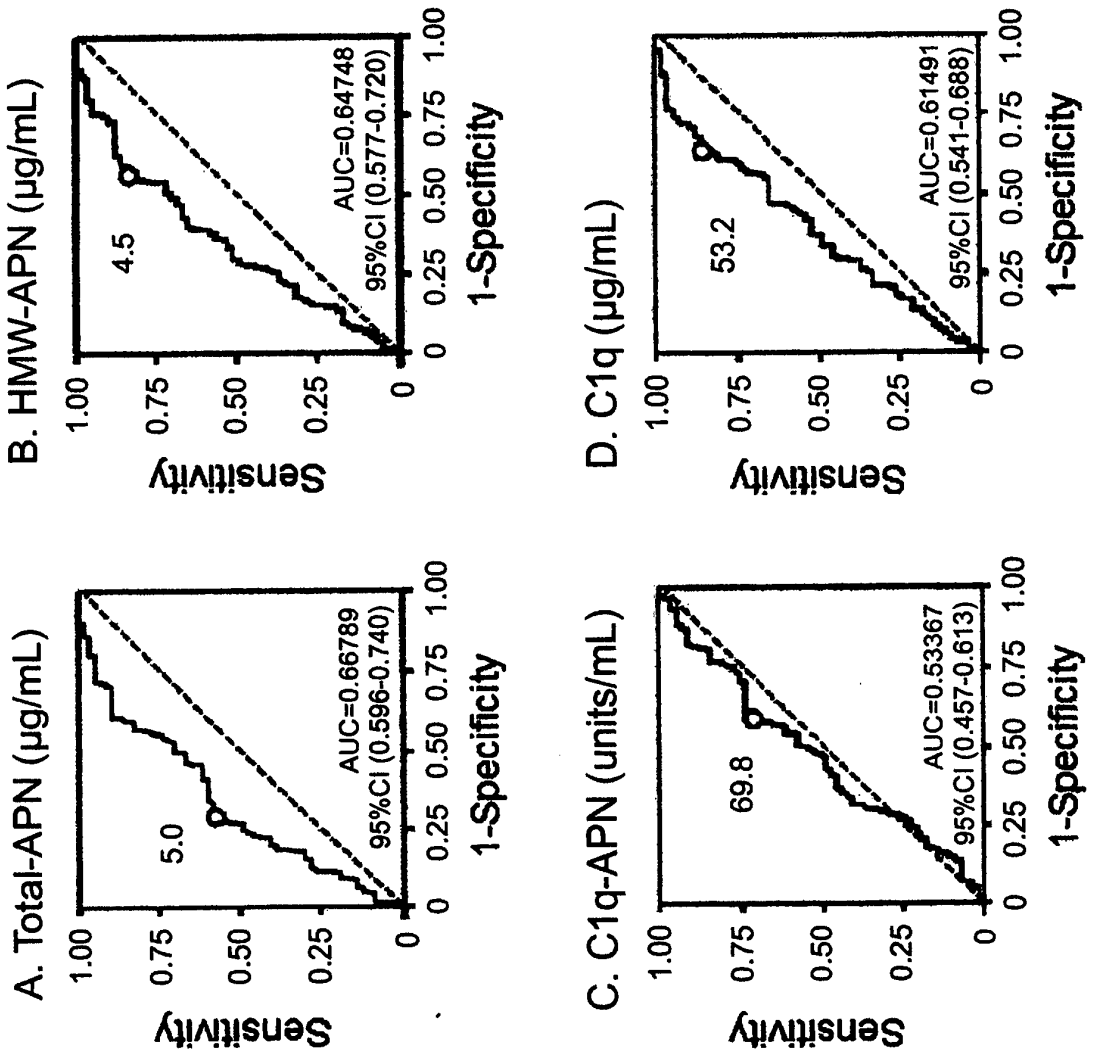 A. Total-APN (μg/mL)
Sensitivity
1.00
0.75
0.50
0.25
0
5.0
AUC=0.66789
95%CI (0.596-0.740)
0
0.25
0.50
0.75
1.00
1-Specificity
B. HMW-APN (μg/mL)
Sensitivity
1.00
0.75
0.50
0.25
0
4.5
AUC=0.64748
95%CI (0.577-0.720)
0
0.25
0.50
0.75
1.00
1-Specificity
C. C1q-APN (units/mL)
Sensitivity
1.00
0.75
0.50
0.25
0
69.8
AUC=0.53367
95%CI (0.457-0.613)
0
0.25
0.50
0.75
1.00
1-Specificity
D. C1q (μg/mL)
Sensitivity
1.00
0.75
0.50
0.25
0
53.2
AUC=0.61491
95%CI (0.541-0.688)
0
0.25
0.50
0.75
1.00
1-Specificity